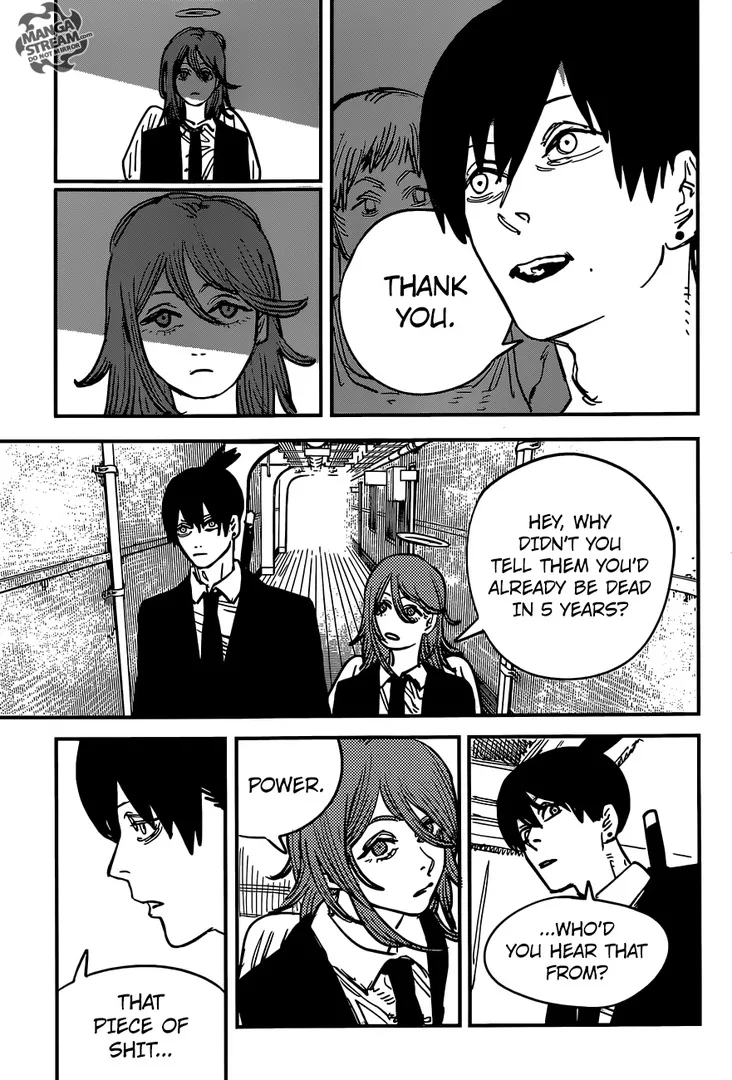 MANGA
STREAM.com
DO NOT MIRROR
THANK
YOU.
HEY, WHY
DIDN'T YOU
TELL THEM YOU'D
ALREADY BE DEAD
IN 5 YEARS?
...WHO'D
YOU HEAR THAT
FROM?
POWER.
THAT
PIECE OF
SHIT...